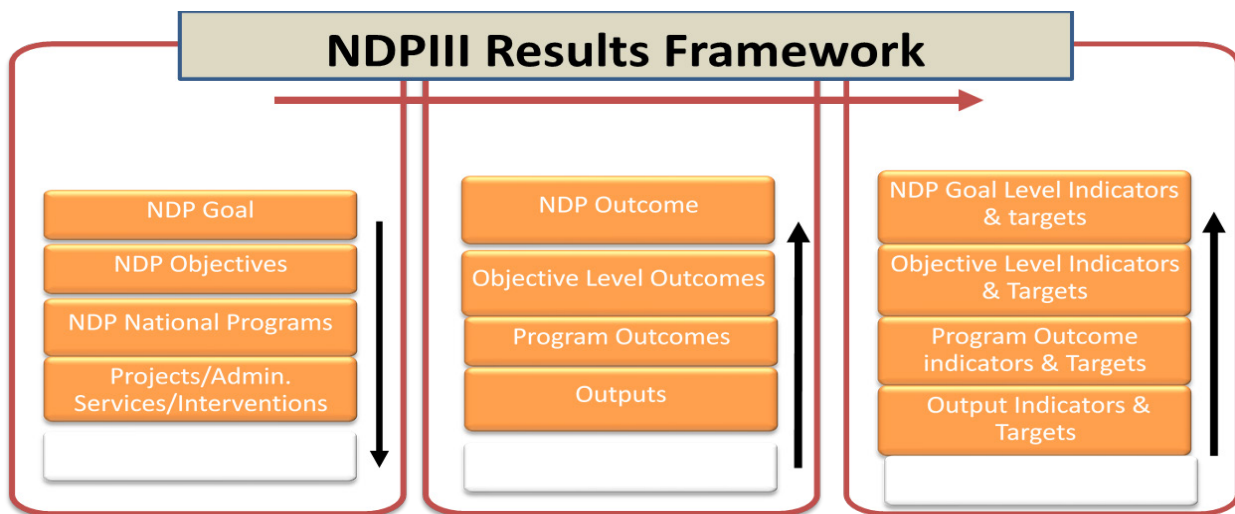 NDPIII Results Framework
NDP Goal
NDP Objectives
NDP National Programs
Projects/Admin.
Services/Interventions
NDP Outcome
Objective Level Outcomes
Program Outcomes
Outputs
NDP Goal Level Indicators
& targets
Objective Level Indicators
& Targets
Program Outcome
indicators & Targets
Output Indicators &
Targets